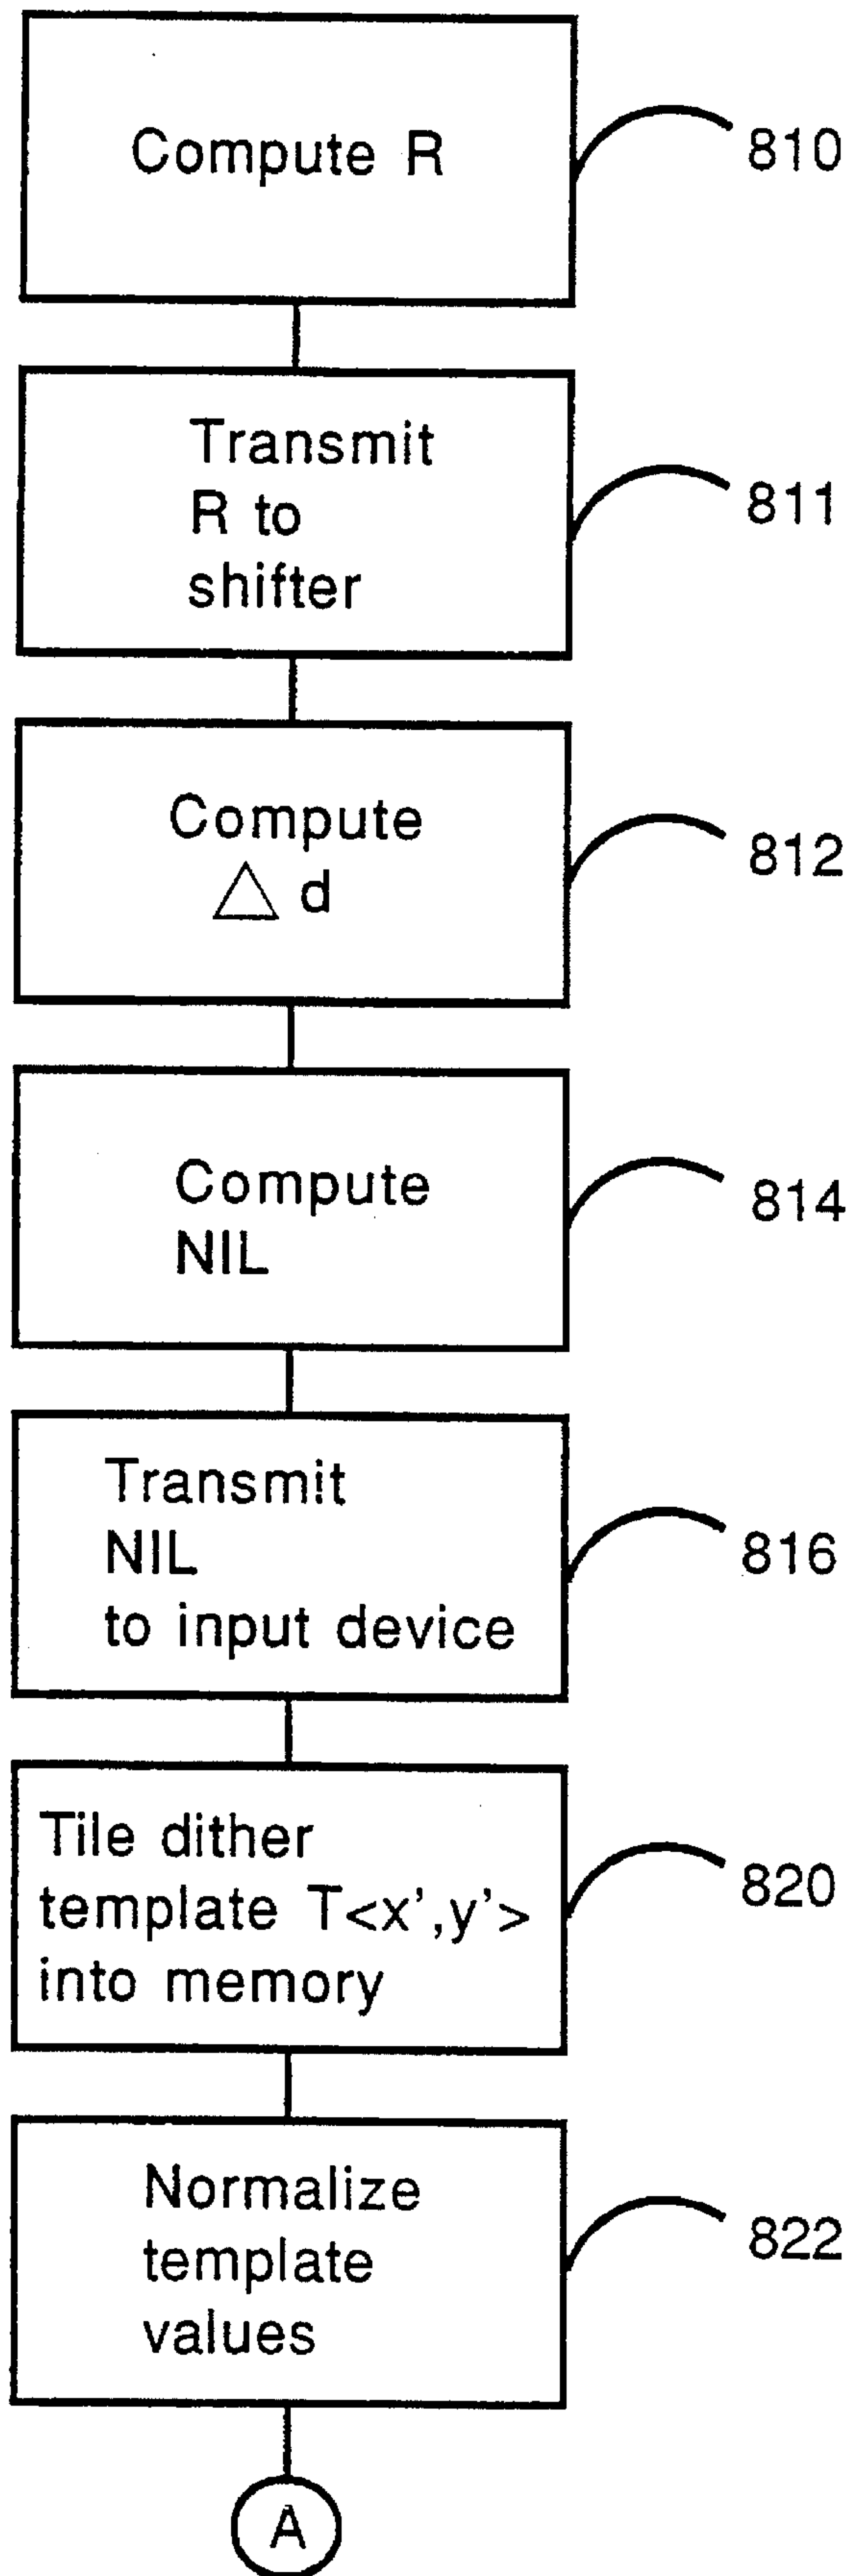 Compute R
810
Transmit
R to
shifter
811
Compute
△ d
812
Compute
NIL
814
Transmit
NIL
to input device
816
Tile dither
template T<x',y'>
into memory
820
Normalize
template
values
822
A